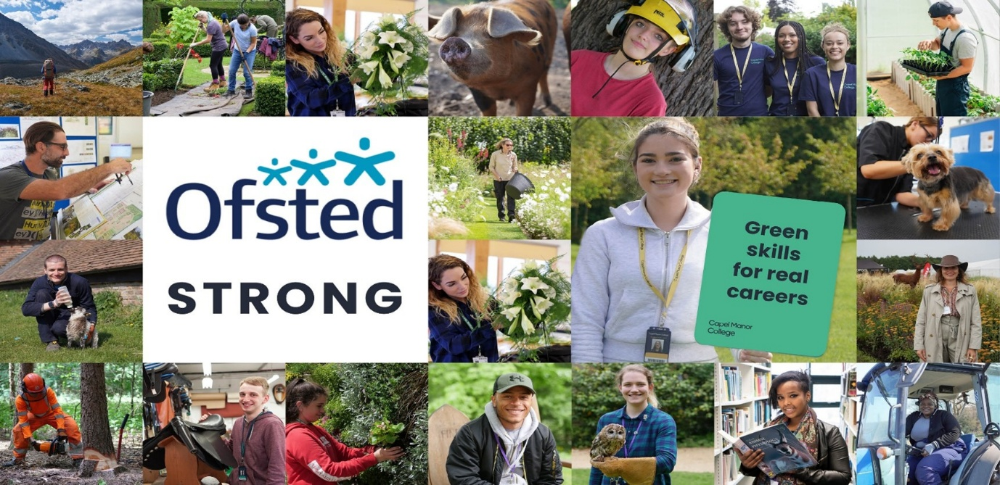 Ofsted
STRONG
Green
skills
for real
careers
Capel Manor
College